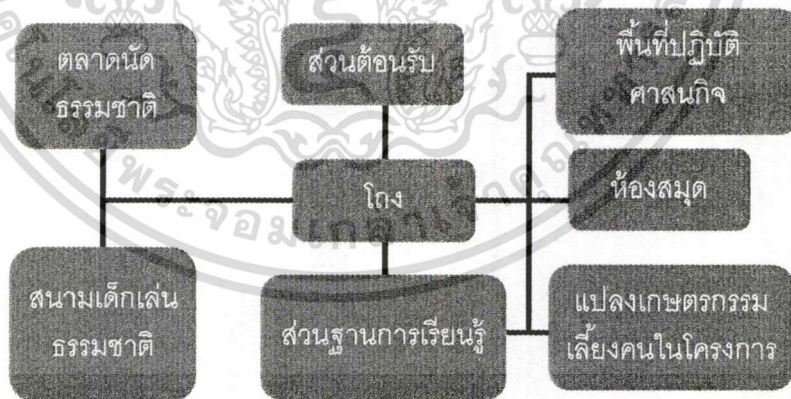 ตลาดนัด
ธรรมชาติ
ส่วนต้อนรับ
พื้นที่ปฏิบัติ
ศาสนกิจ
โถง
ห้องสมุด
สนามเด็กเล่น
ธรรมชาติ
ส่วนฐานการเรียนรู้
แปลงเกษตรกรรม
เลี้ยงคนในโครงการ